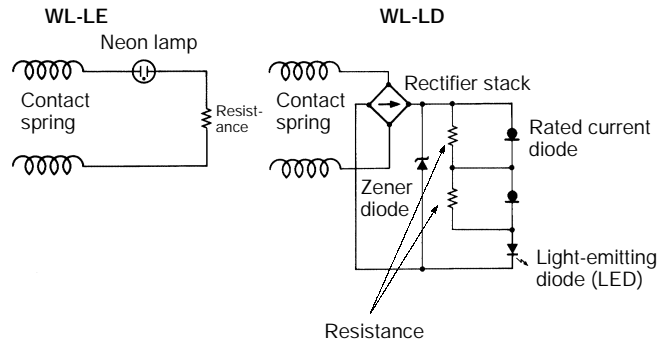 WL-LE
Neon lamp
Contact
spring
Resist-
ance
WL-LD
Rectifier stack
Contact
spring
Rated current
diode
Zener
diode
Light-emitting
diode (LED)
Resistance